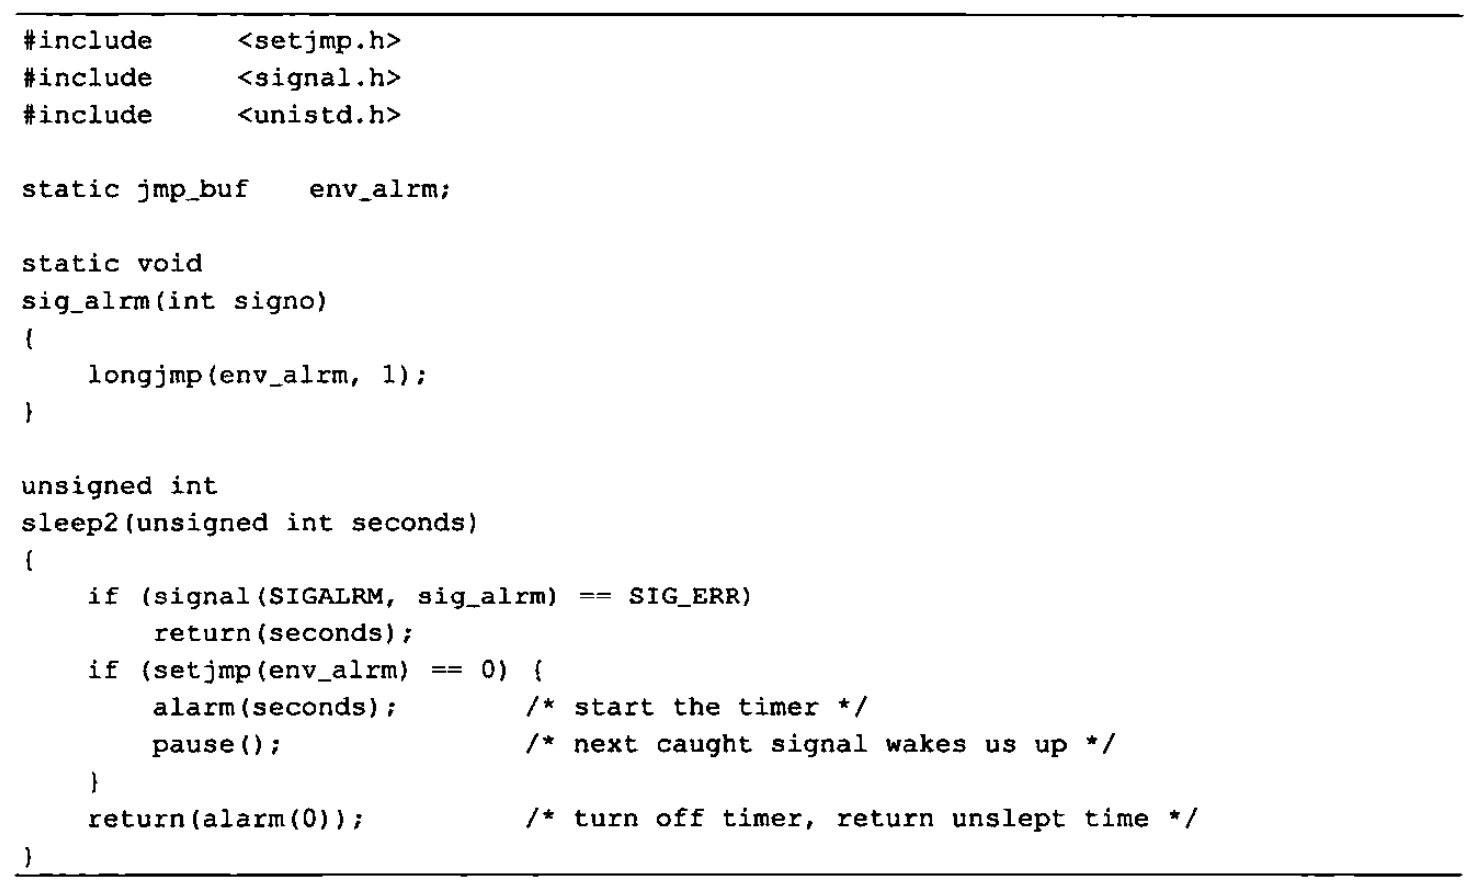 #include <setjmp.h>
#include <signal.h>
#include <unistd.h>
static jmp_buf env_alrm;
static void
sig_alrm(int signo)
{
    longjmp(env_alrm, 1);
}
unsigned int
sleep2(unsigned int seconds)
{
    if (signal(SIGALRM, sig_alrm) == SIG_ERR)
        return(seconds);
    if (setjmp(env_alrm) == 0) {
        alarm(seconds); /* start the timer */
        pause(); /* next caught signal wakes us up */
    }
    return(alarm(0)); /* turn off timer, return unslept time */
}